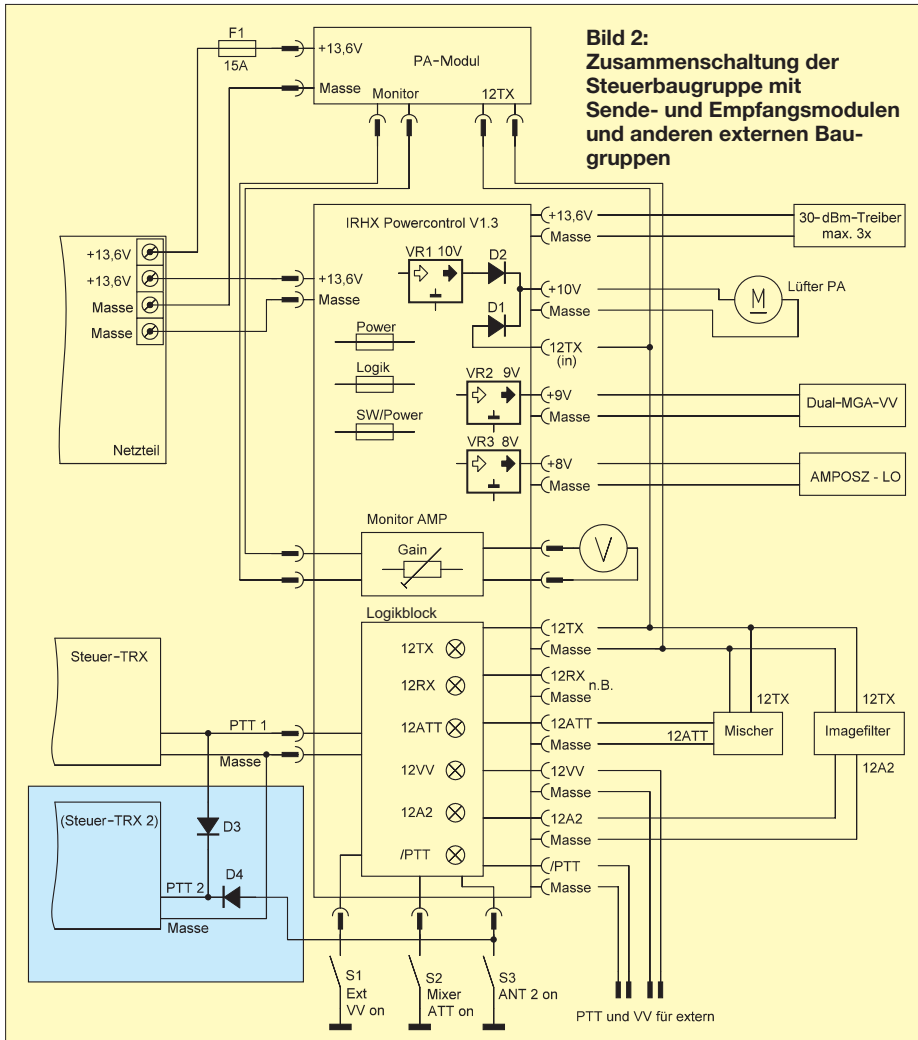 Bild 2:
Zusammenschaltung der
Steuerbaugruppe mit
Sende- und Empfangsmodulen
und anderen externen Bau-
gruppen
F1
15A
+13,6V
Masse
PA-Modul
Monitor
12TX
+13,6V
+13,6V
Masse
Masse
Netzteil
IRHX Powercontrol V1.3
+13,6V
Masse
VR1 10V
D2
D1
Power
Logik
SW/Power
VR2 9V
VR3 8V
+13,6V
Masse
30-dBm-Treiber
max. 3x
+10V
Masse
Lüfter PA
M
12TX
(in)
+9V
Masse
Dual-MGA-VV
+8V
Masse
AMPOSZ - LO
Monitor AMP
Gain
V
Logikblock
12TX
12RX
12ATT
12VV
12A2
/PTT
12TX
Masse
12RX
Masse
n.B.
12ATT
Masse
12VV
Masse
12A2
Masse
/PTT
Masse
12TX
Mischer
12ATT
12TX
Imagefilter
12A2
Steuer-TRX
PTT 1
Masse
(Steuer-TRX 2)
D3
PTT 2
D4
Masse
S1
Ext
VV on
S2
Mixer
ATT on
S3
ANT 2 on
PTT und VV für extern